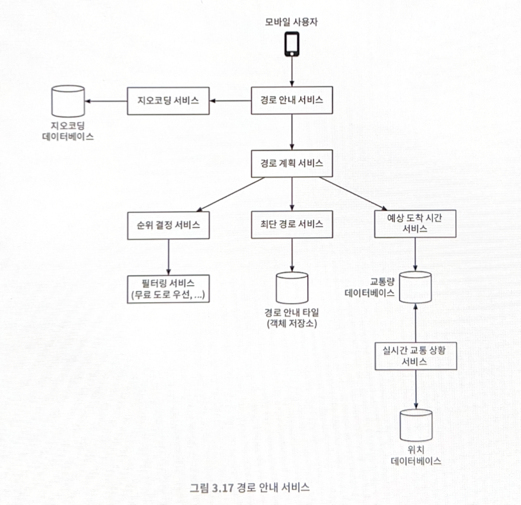 모바일 사용자
지오코딩 서비스
경로 안내 서비스
지오코딩
데이터베이스
경로 계획 서비스
순위 결정 서비스
최단 경로 서비스
예상 도착 시간
서비스
필터링 서비스
(무료 도로 우선, ...)
경로 안내 타일
(객체 저장소)
교통량
데이터베이스
실시간 교통 상황
서비스
위치
데이터베이스
그림 3.17 경로 안내 서비스